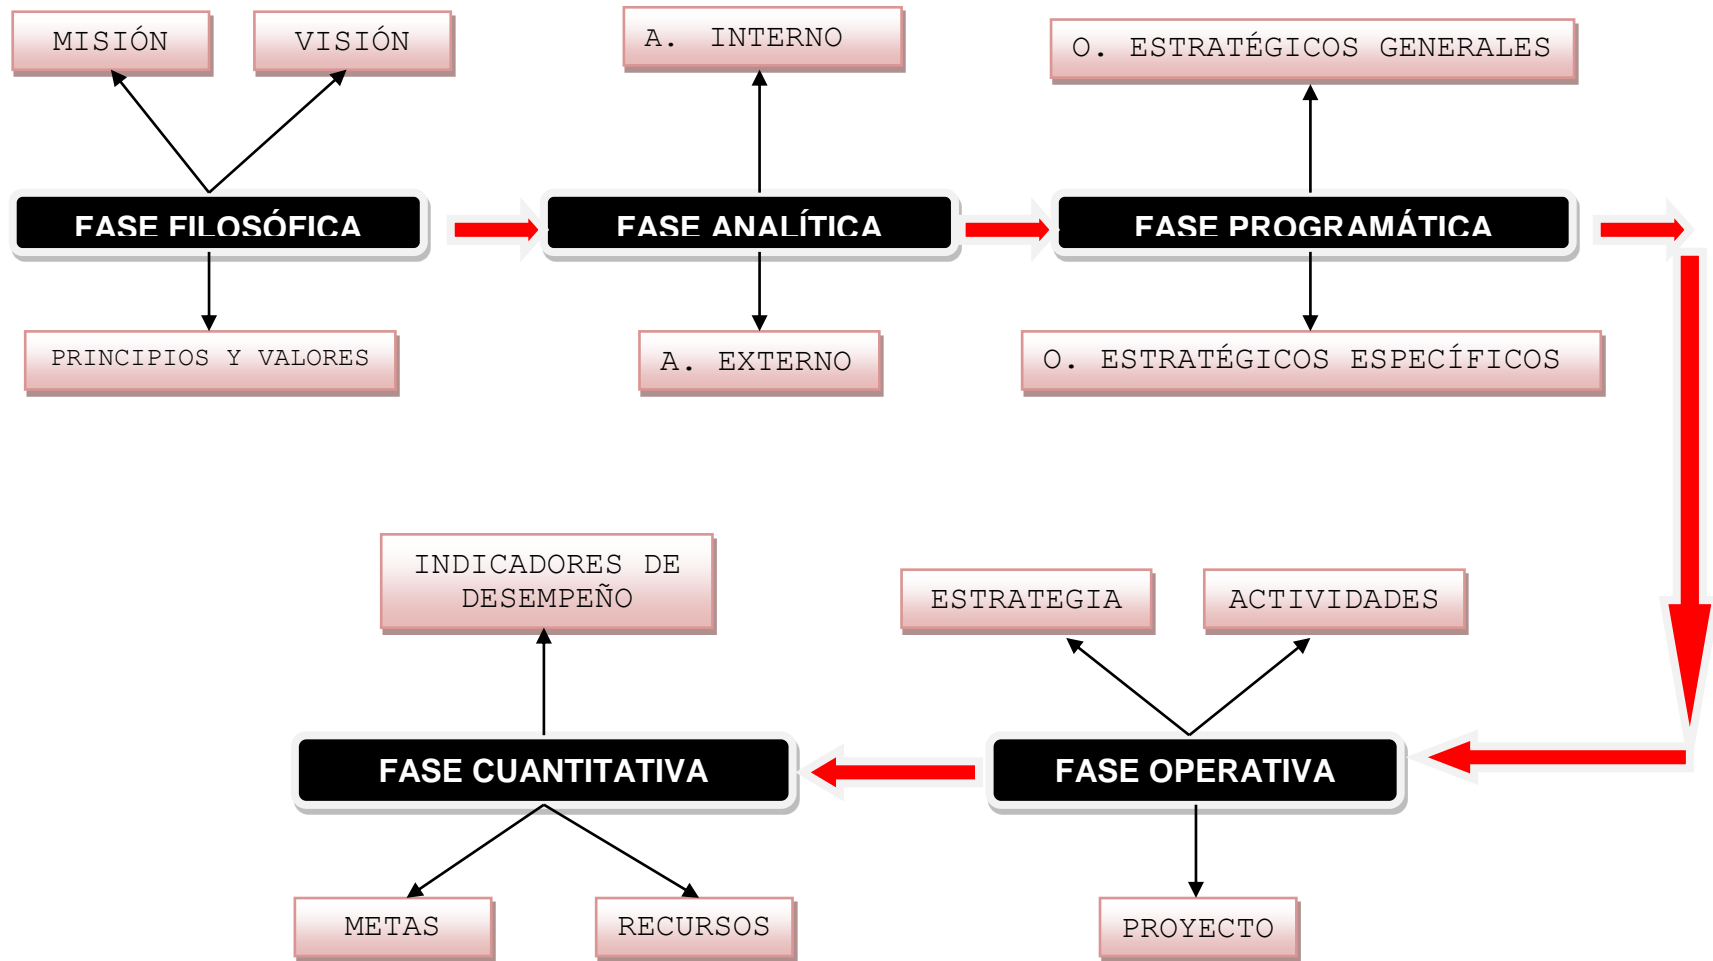 MISIÓN
VISIÓN
A. INTERNO
O. ESTRATÉGICOS GENERALES
FASE FILOSÓFICA
FASE ANALÍTICA
FASE PROGRAMÁTICA
PRINCIPIOS Y VALORES
A. EXTERNO
O. ESTRATÉGICOS ESPECÍFICOS
INDICADORES DE
DESEMPEÑO
ESTRATEGIA
ACTIVIDADES
FASE CUANTITATIVA
FASE OPERATIVA
METAS
RECURSOS
PROYECTO